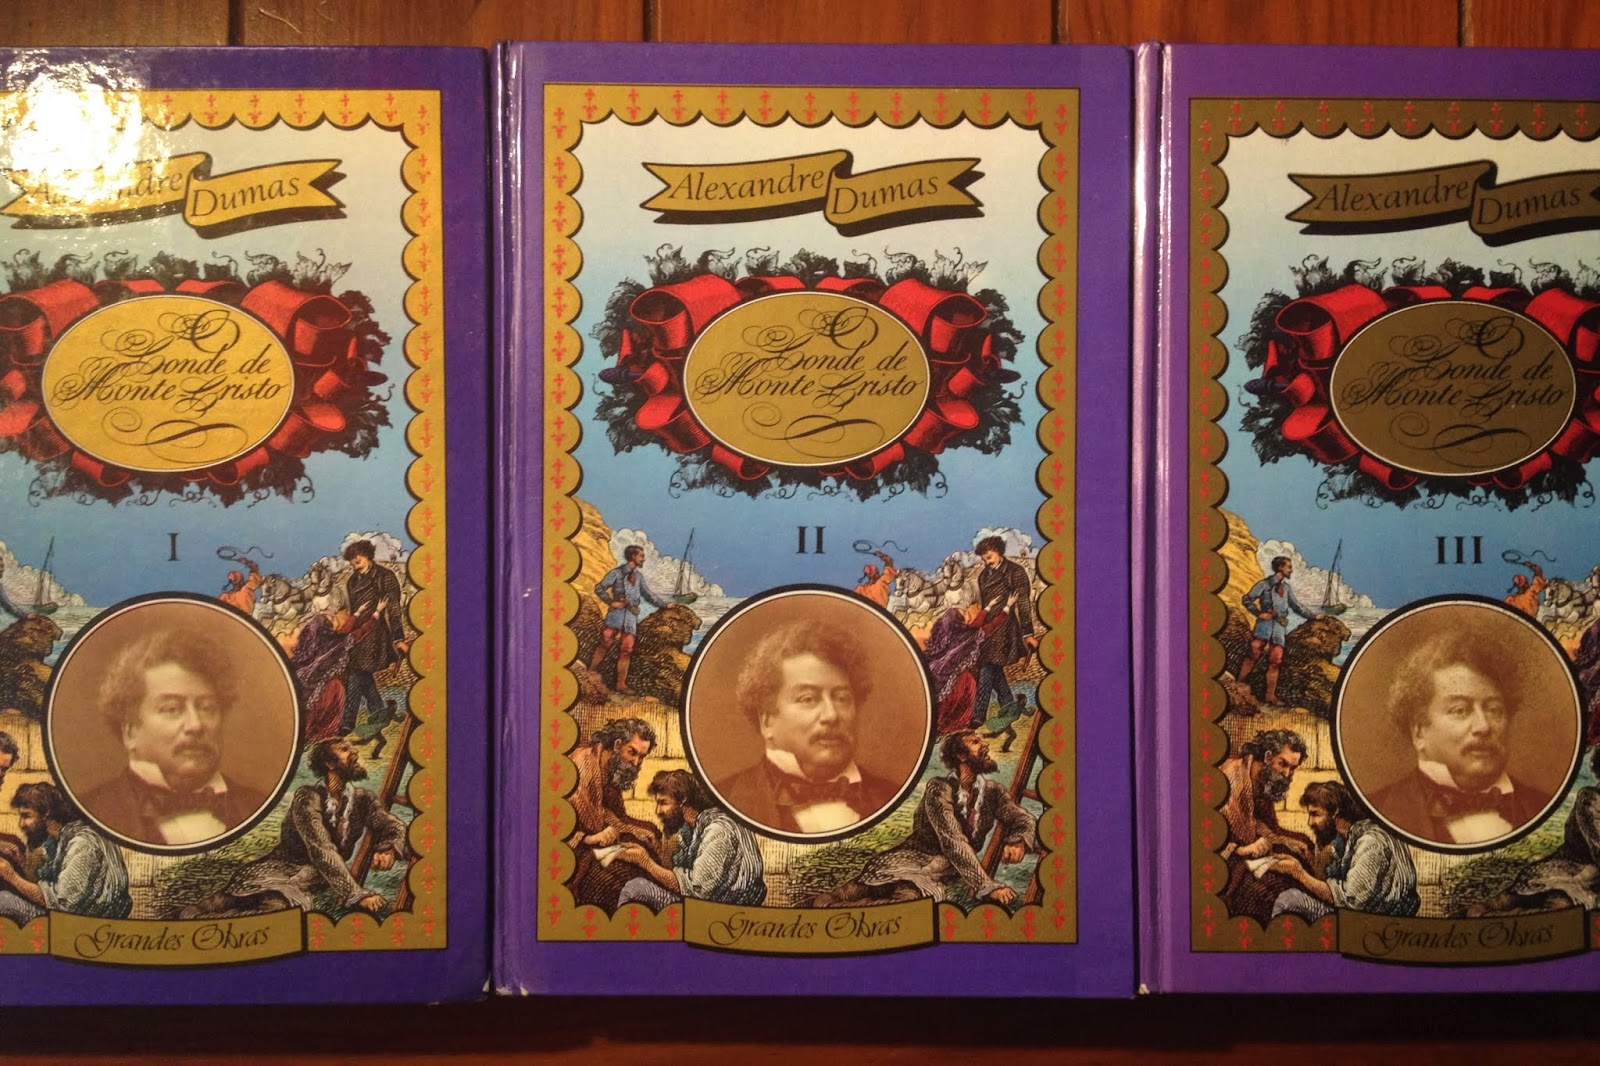 Alexandre Dumas
O
Conde de
Monte-Cristo
I
Grandes Obras
Alexandre Dumas
O
Conde de
Monte-Cristo
II
Grandes Obras
Alexandre Dumas
O
Conde de
Monte-Cristo
III
Grandes Obras